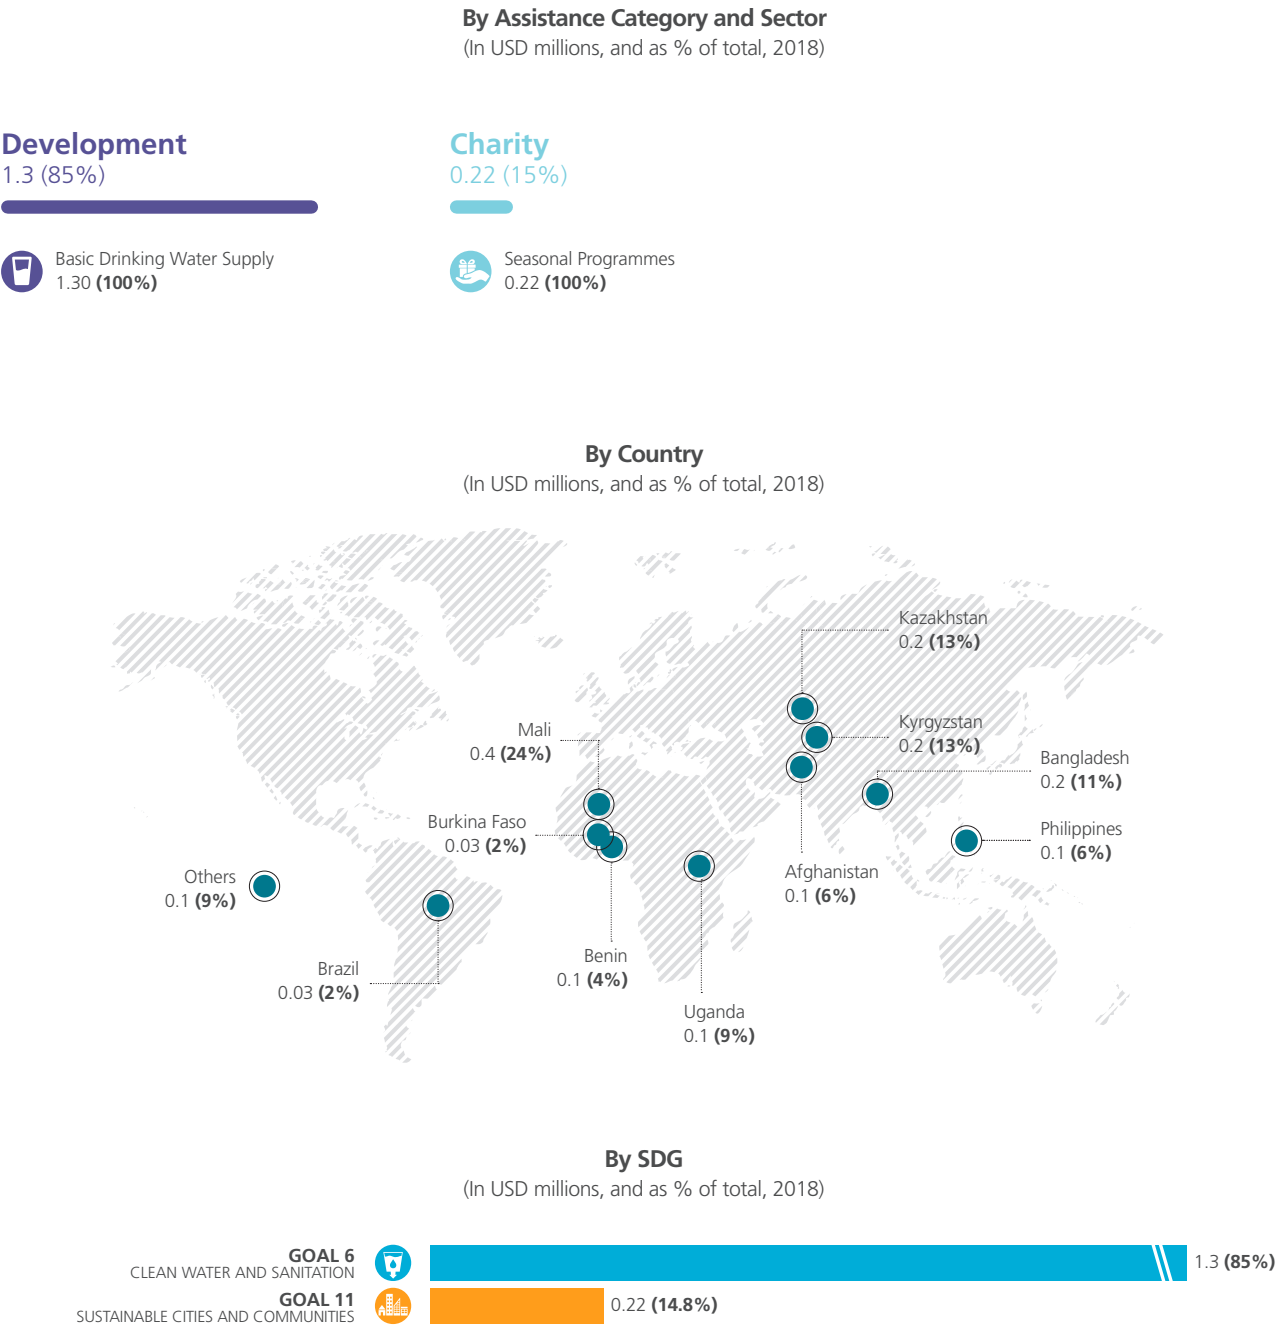 By Assistance Category and Sector
(In USD millions, and as % of total, 2018)
Development
1.3 (85%)
Charity
0.22 (15%)
Basic Drinking Water Supply
1.30 (100%)
Seasonal Programmes
0.22 (100%)
By Country
(In USD millions, and as % of total, 2018)
Kazakhstan
0.2 (13%)
Kyrgyzstan
0.2 (13%)
Mali
0.4 (24%)
Bangladesh
0.2 (11%)
Burkina Faso
0.03 (2%)
Philippines
0.1 (6%)
Others
0.1 (9%)
Afghanistan
0.1 (6%)
Brazil
0.03 (2%)
Benin
0.1 (4%)
Uganda
0.1 (9%)
By SDG
(In USD millions, and as % of total, 2018)
GOAL 6
CLEAN WATER AND SANITATION
1.3 (85%)
GOAL 11
SUSTAINABLE CITIES AND COMMUNITIES
0.22 (14.8%)